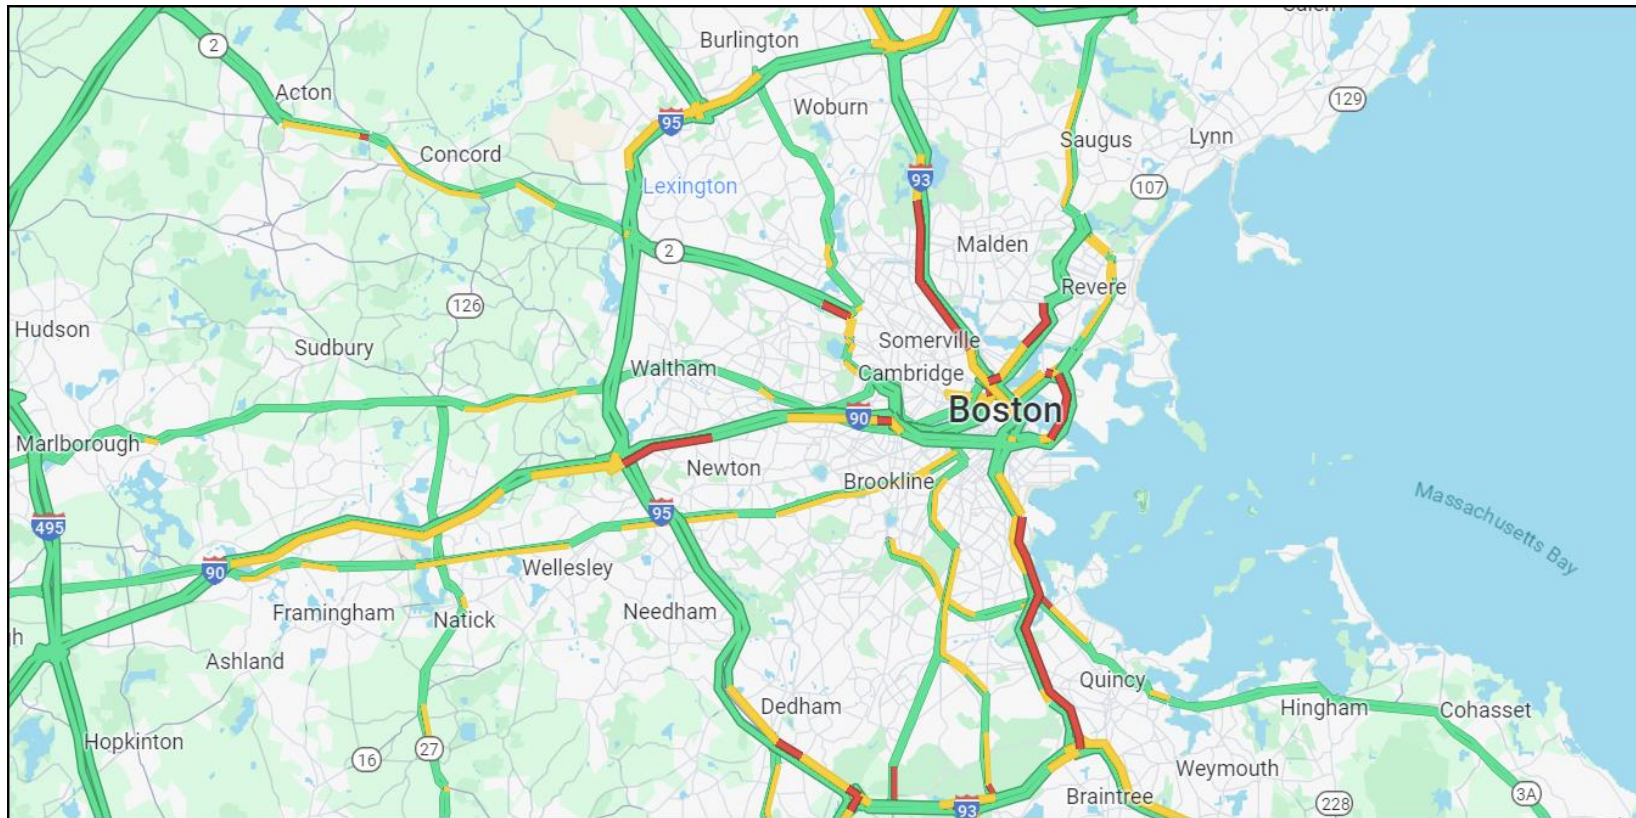 Salem
Burlington
2
Acton
Woburn
129
95
Saugus
Lynn
Concord
Lexington
93
107
Malden
2
Revere
126
Hudson
Sudbury
Somerville
Waltham
Cambridge
Boston
90
Marlborough
Newton
Brookline
495
95
Massachusetts Bay
90
Wellesley
Framingham
Natick
Needham
gh
Ashland
Quincy
Dedham
Hingham
Cohasset
Hopkinton
16
27
Weymouth
Braintree
93
228
3A